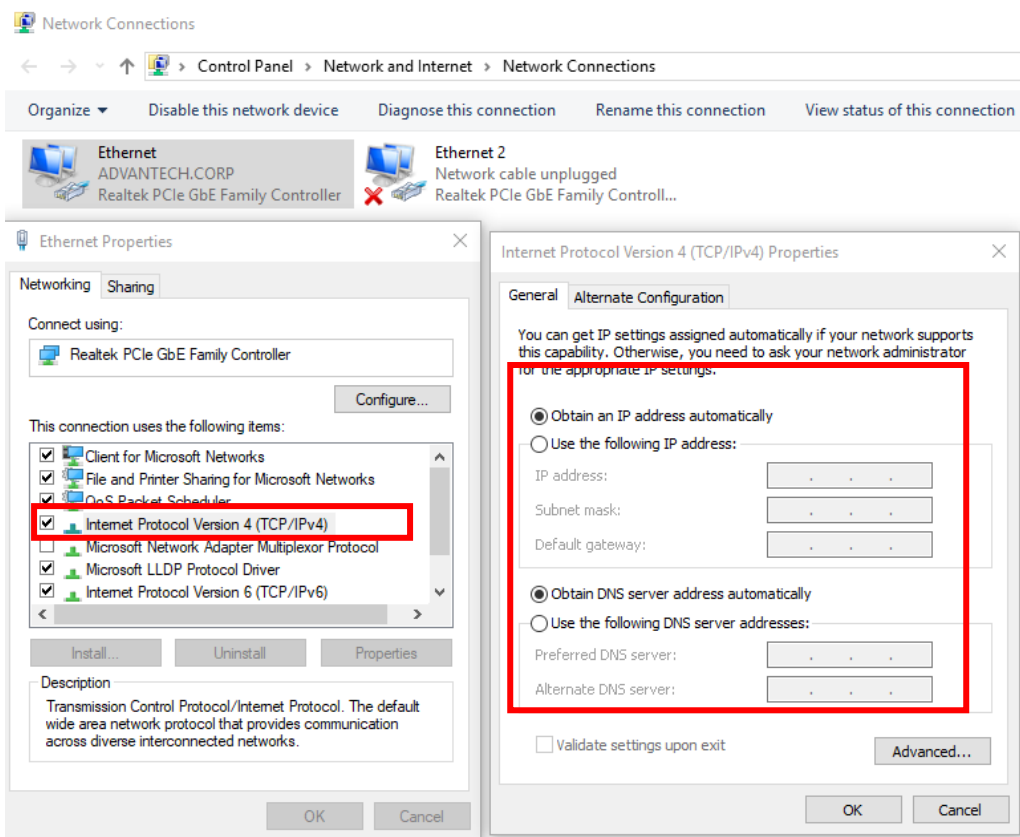 Network Connections
Control Panel > Network and Internet > Network Connections
Organize Disable this network device Diagnose this connection Rename this connection View status of this connection
Ethernet
ADVANTECH.CORP
Realtek PCIe GbE Family Controller
Ethernet 2
Network cable unplugged
Realtek PCIe GbE Family Controll...
Ethernet Properties
Networking Sharing
Connect using:
Realtek PCIe GbE Family Controller
Configure...
This connection uses the following items:
Client for Microsoft Networks
File and Printer Sharing for Microsoft Networks
QoS Packet Scheduler
Internet Protocol Version 4 (TCP/IPv4)
Microsoft Network Adapter Multiplexor Protocol
Microsoft LLDP Protocol Driver
Internet Protocol Version 6 (TCP/IPv6)
Install... Uninstall Properties
Description
Transmission Control Protocol/Internet Protocol. The default
wide area network protocol that provides communication
across diverse interconnected networks.
OK Cancel
Internet Protocol Version 4 (TCP/IPv4) Properties
General Alternate Configuration
You can get IP settings assigned automatically if your network supports
this capability. Otherwise, you need to ask your network administrator
for the appropriate IP settings.
Obtain an IP address automatically
Use the following IP address:
IP address:
Subnet mask:
Default gateway:
Obtain DNS server address automatically
Use the following DNS server addresses:
Preferred DNS server:
Alternate DNS server:
Validate settings upon exit
Advanced...
OK Cancel